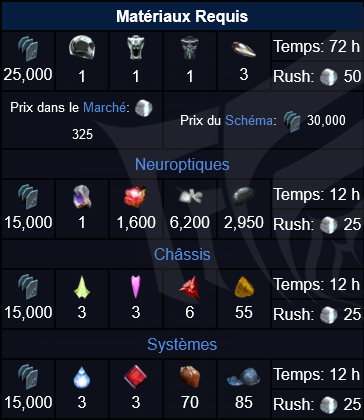 Matériaux Requis
25,000 1 1 1 3 Temps: 72 h
Rush: 50
Prix dans le Marché: 325
Prix du Schéma: 30,000
Neuroptiques
15,000 1 1,600 6,200 2,950 Temps: 12 h
Rush: 25
Châssis
15,000 3 3 6 55 Temps: 12 h
Rush: 25
Systèmes
15,000 3 3 70 85 Temps: 12 h
Rush: 25